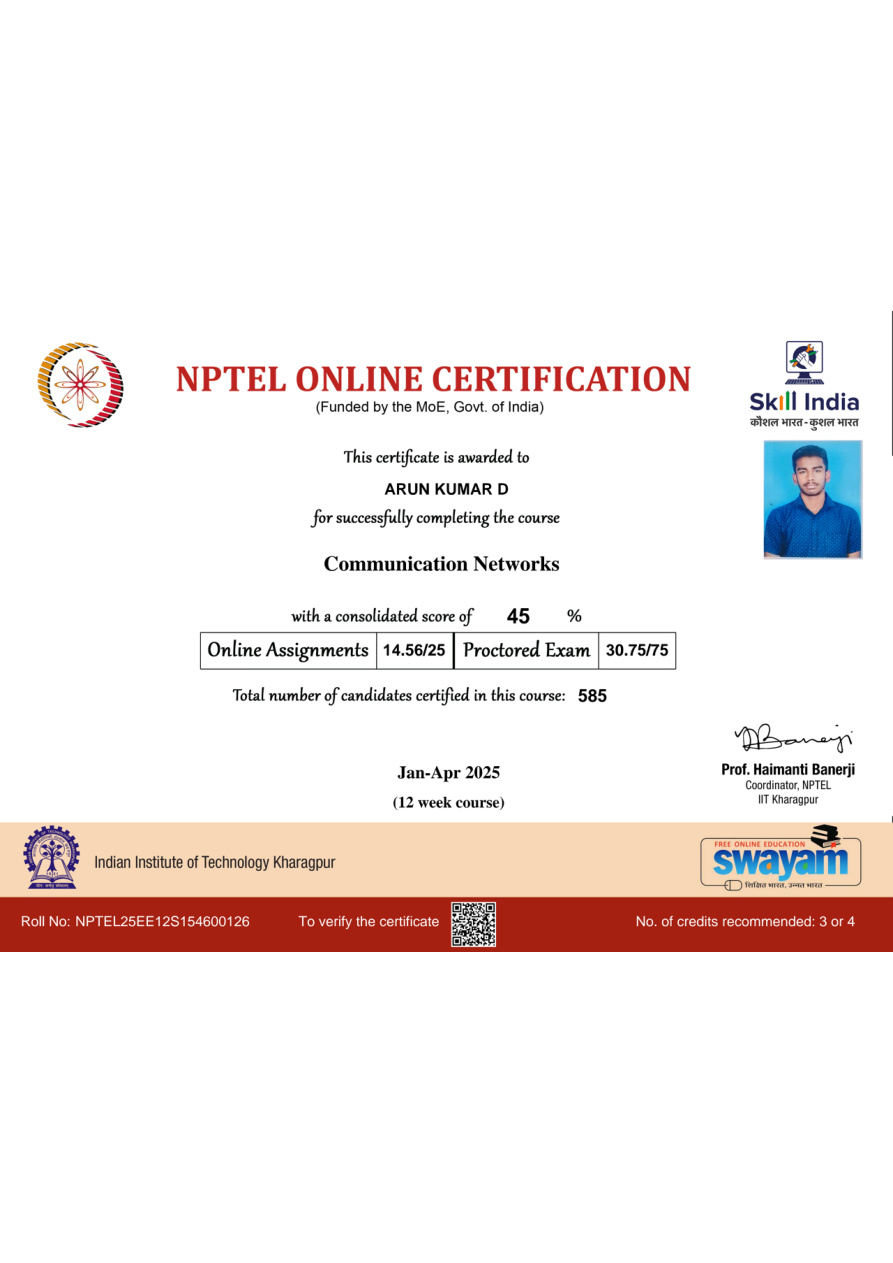 NPTEL ONLINE CERTIFICATION
(Funded by the MoE, Govt. of India)
Skill India
कौशल भारत - कुशल भारत
This certificate is awarded to
ARUN KUMAR D
for successfully completing the course
Communication Networks
with a consolidated score of 45 %
Online Assignments 14.56/25 Proctored Exam 30.75/75
Total number of candidates certified in this course: 585
Jan-Apr 2025
(12 week course)
Prof. Haimanti Banerji
Coordinator, NPTEL
IIT Kharagpur
Indian Institute of Technology Kharagpur
FREE ONLINE EDUCATION
swayam
शिक्षित भारत, उन्नत भारत
Roll No: NPTEL25EE12S154600126 To verify the certificate No. of credits recommended: 3 or 4